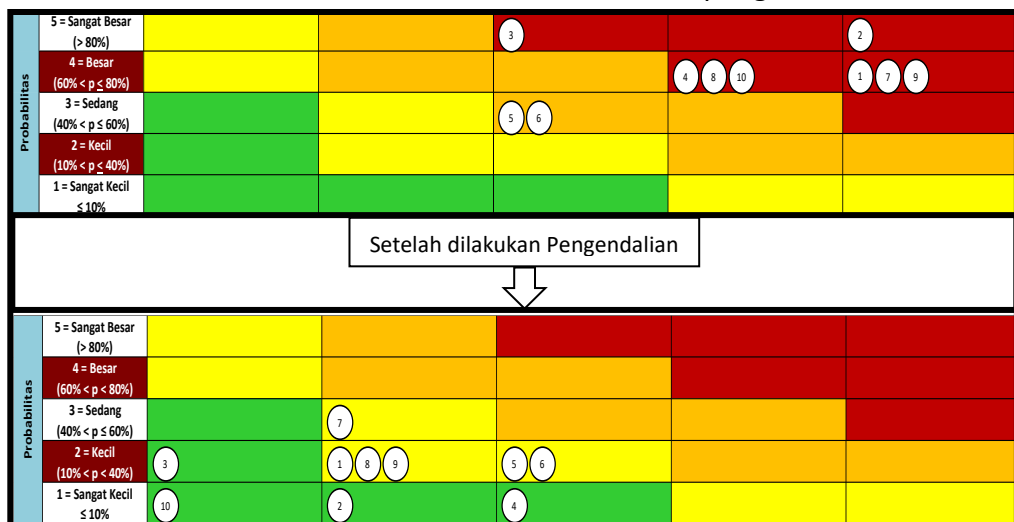 Probabilitas
5 = Sangat Besar
(> 80%)
3
2
4 = Besar
(60% < p ≤ 80%)
4 8 10
1 7 9
3 = Sedang
(40% < p ≤ 60%)
5 6
2 = Kecil
(10% < p ≤ 40%)
1 = Sangat Kecil
≤ 10%
Setelah dilakukan Pengendalian
Probabilitas
5 = Sangat Besar
(> 80%)
4 = Besar
(60% < p < 80%)
3 = Sedang
(40% < p ≤ 60%)
7
2 = Kecil
(10% < p < 40%)
3
1 8 9
5 6
1 = Sangat Kecil
≤ 10%
10
2
4